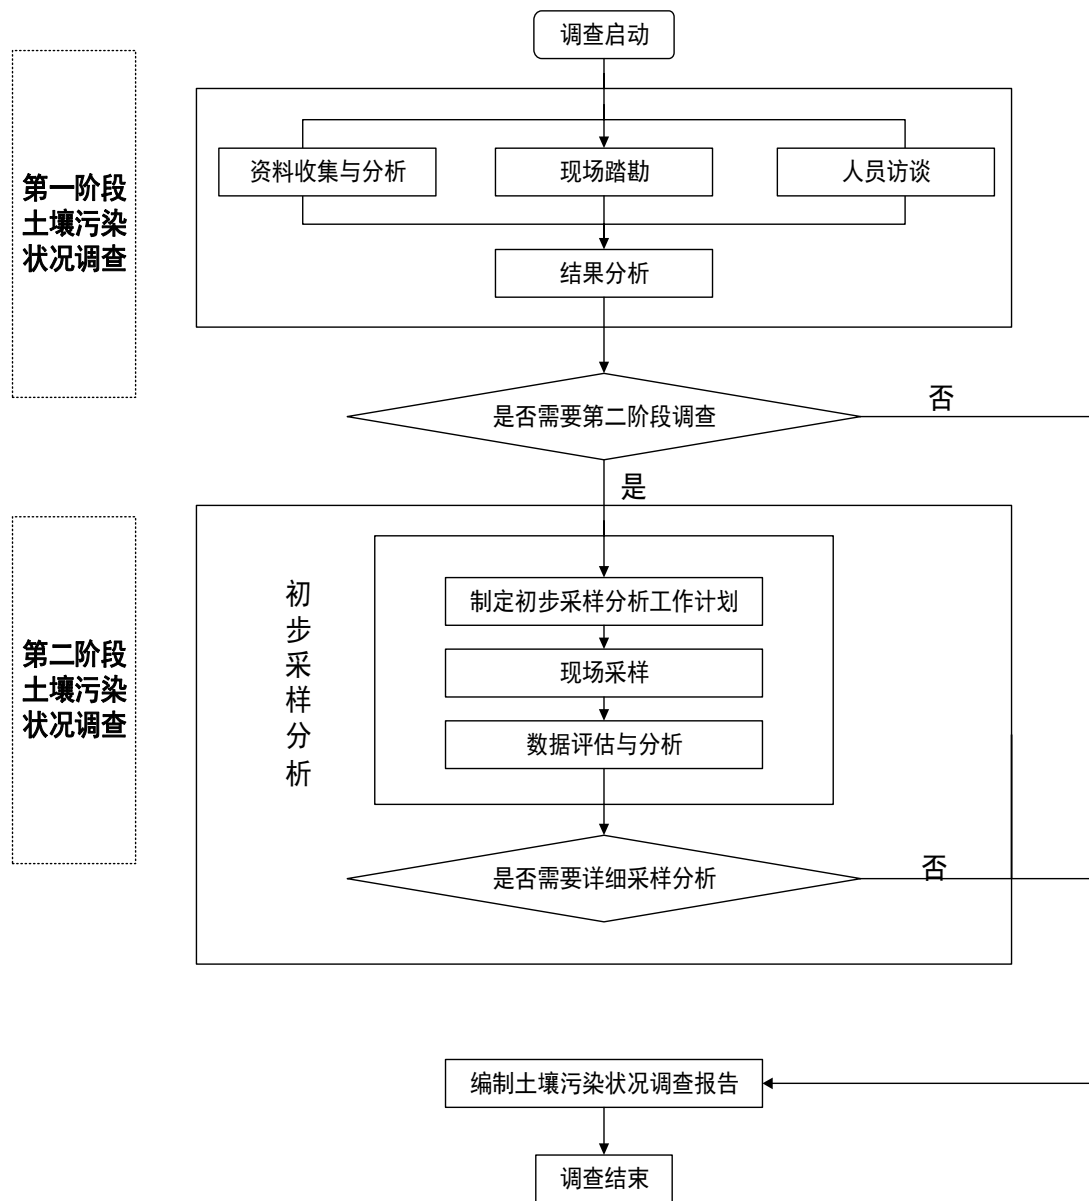 调查启动
第一阶段
土壤污染
状况调查
资料收集与分析
现场踏勘
人员访谈
结果分析
是否需要第二阶段调查
否
是
第二阶段
土壤污染
状况调查
初
步
采
样
分
析
制定初步采样分析工作计划
现场采样
数据评估与分析
是否需要详细采样分析
否
编制土壤污染状况调查报告
调查结束